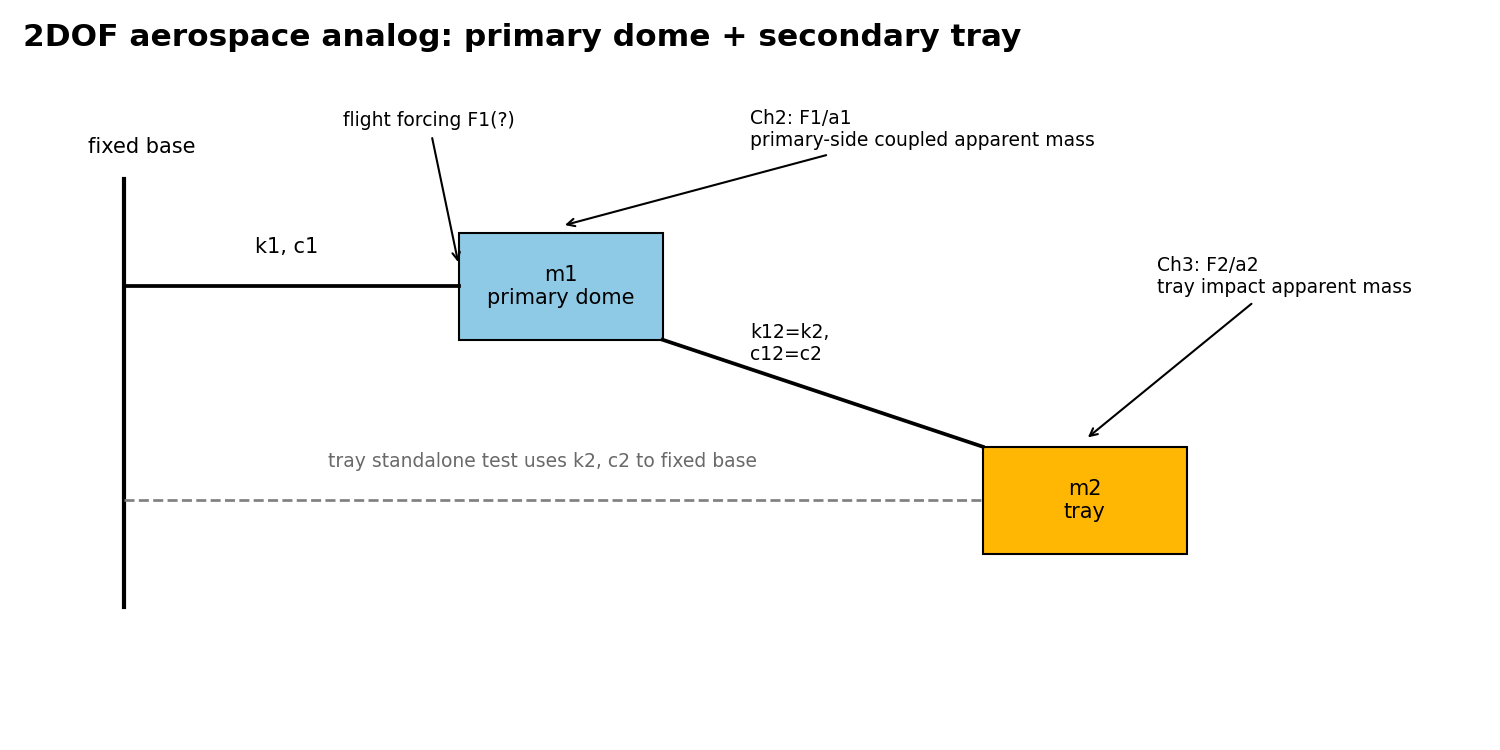 2DOF aerospace analog: primary dome + secondary tray
flight forcing F1(?)
Ch2: F1/a1
primary-side coupled apparent mass
fixed base
k1, c1
m1
primary dome
Ch3: F2/a2
tray impact apparent mass
k12=k2,
c12=c2
tray standalone test uses k2, c2 to fixed base
m2
tray